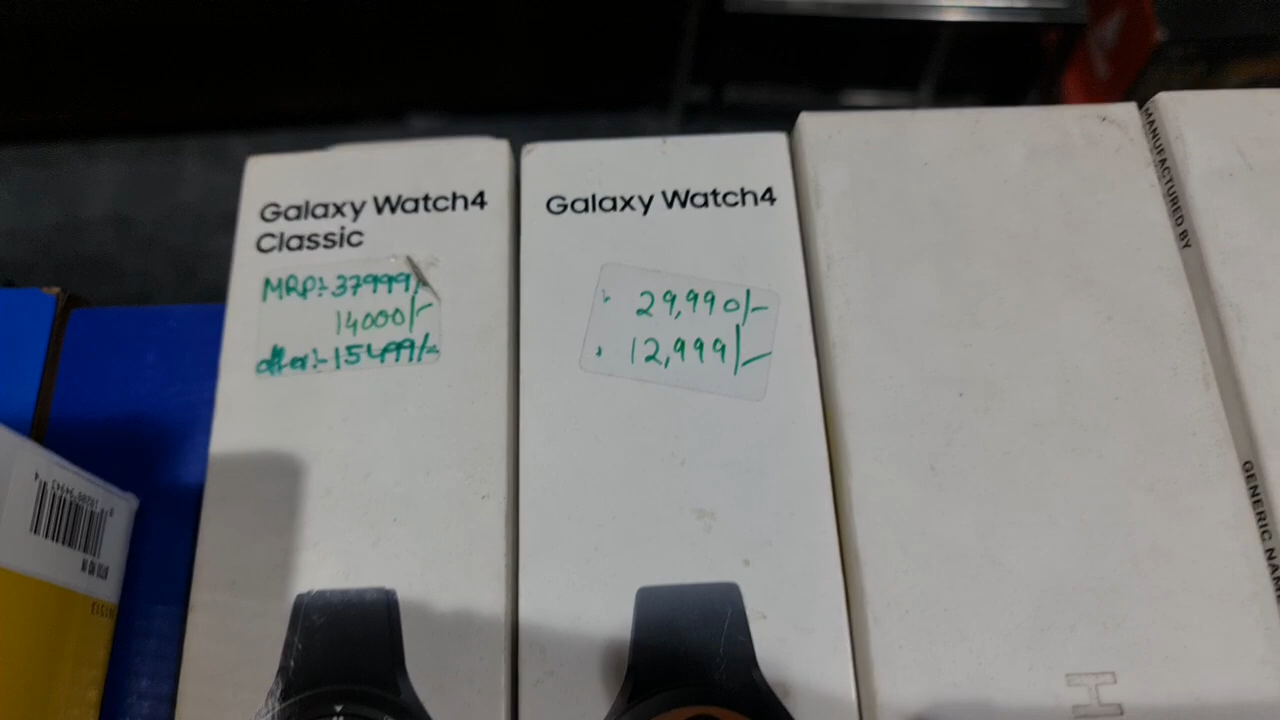 Galaxy Watch4
Classic
MRP:- 37999/-
14000/-
offer:- 15499/-
Galaxy Watch4
29,990/-
12,999/-
MANUFACTURED BY
GENERIC NAME
H